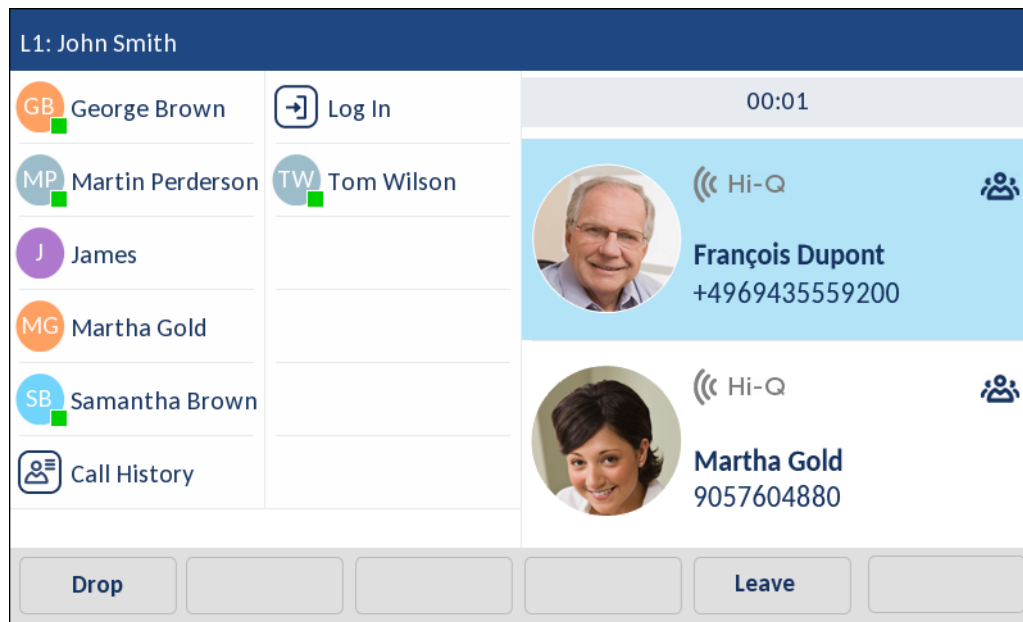 L1: John Smith
GB George Brown
MP Martin Perderson
J James
MG Martha Gold
SB Samantha Brown
Call History
Log In
TW Tom Wilson
00:01
Hi-Q
François Dupont
+4969435559200
Hi-Q
Martha Gold
9057604880
Drop
Leave